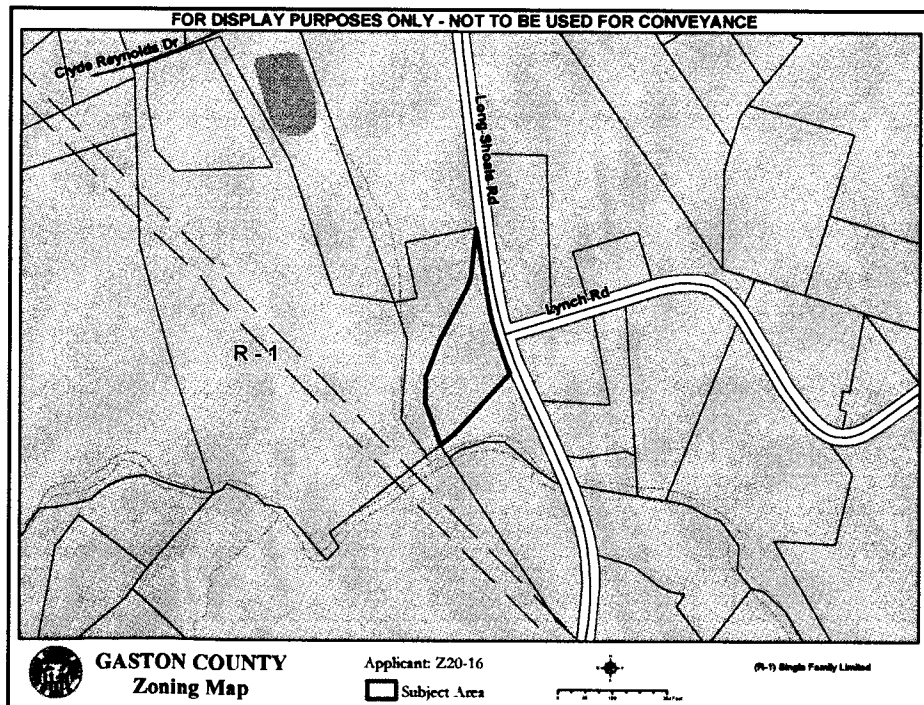 FOR DISPLAY PURPOSES ONLY - NOT TO BE USED FOR CONVEYANCE
Clyde Reynolds Dr
Long Shoals Rd
Lynch Rd
R - 1
GASTON COUNTY
Zoning Map
Applicant: Z20-16
Subject Area
(R-1) Single Family Limited